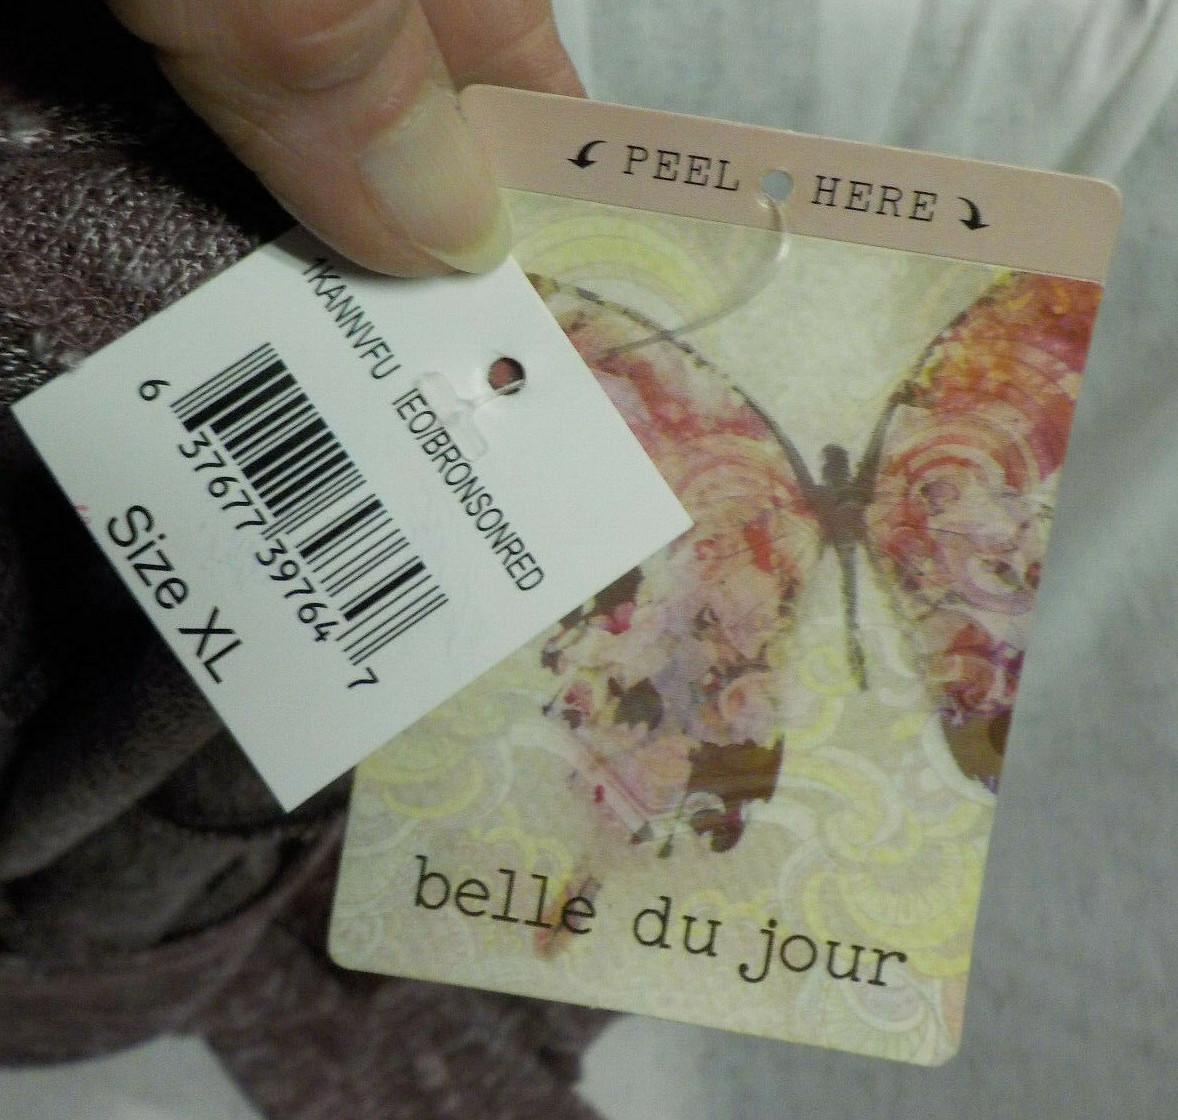 PEEL HERE
1KANNVFU IEO/BRONSONRED
6 37677 39764 7
Size XL
belle du jour